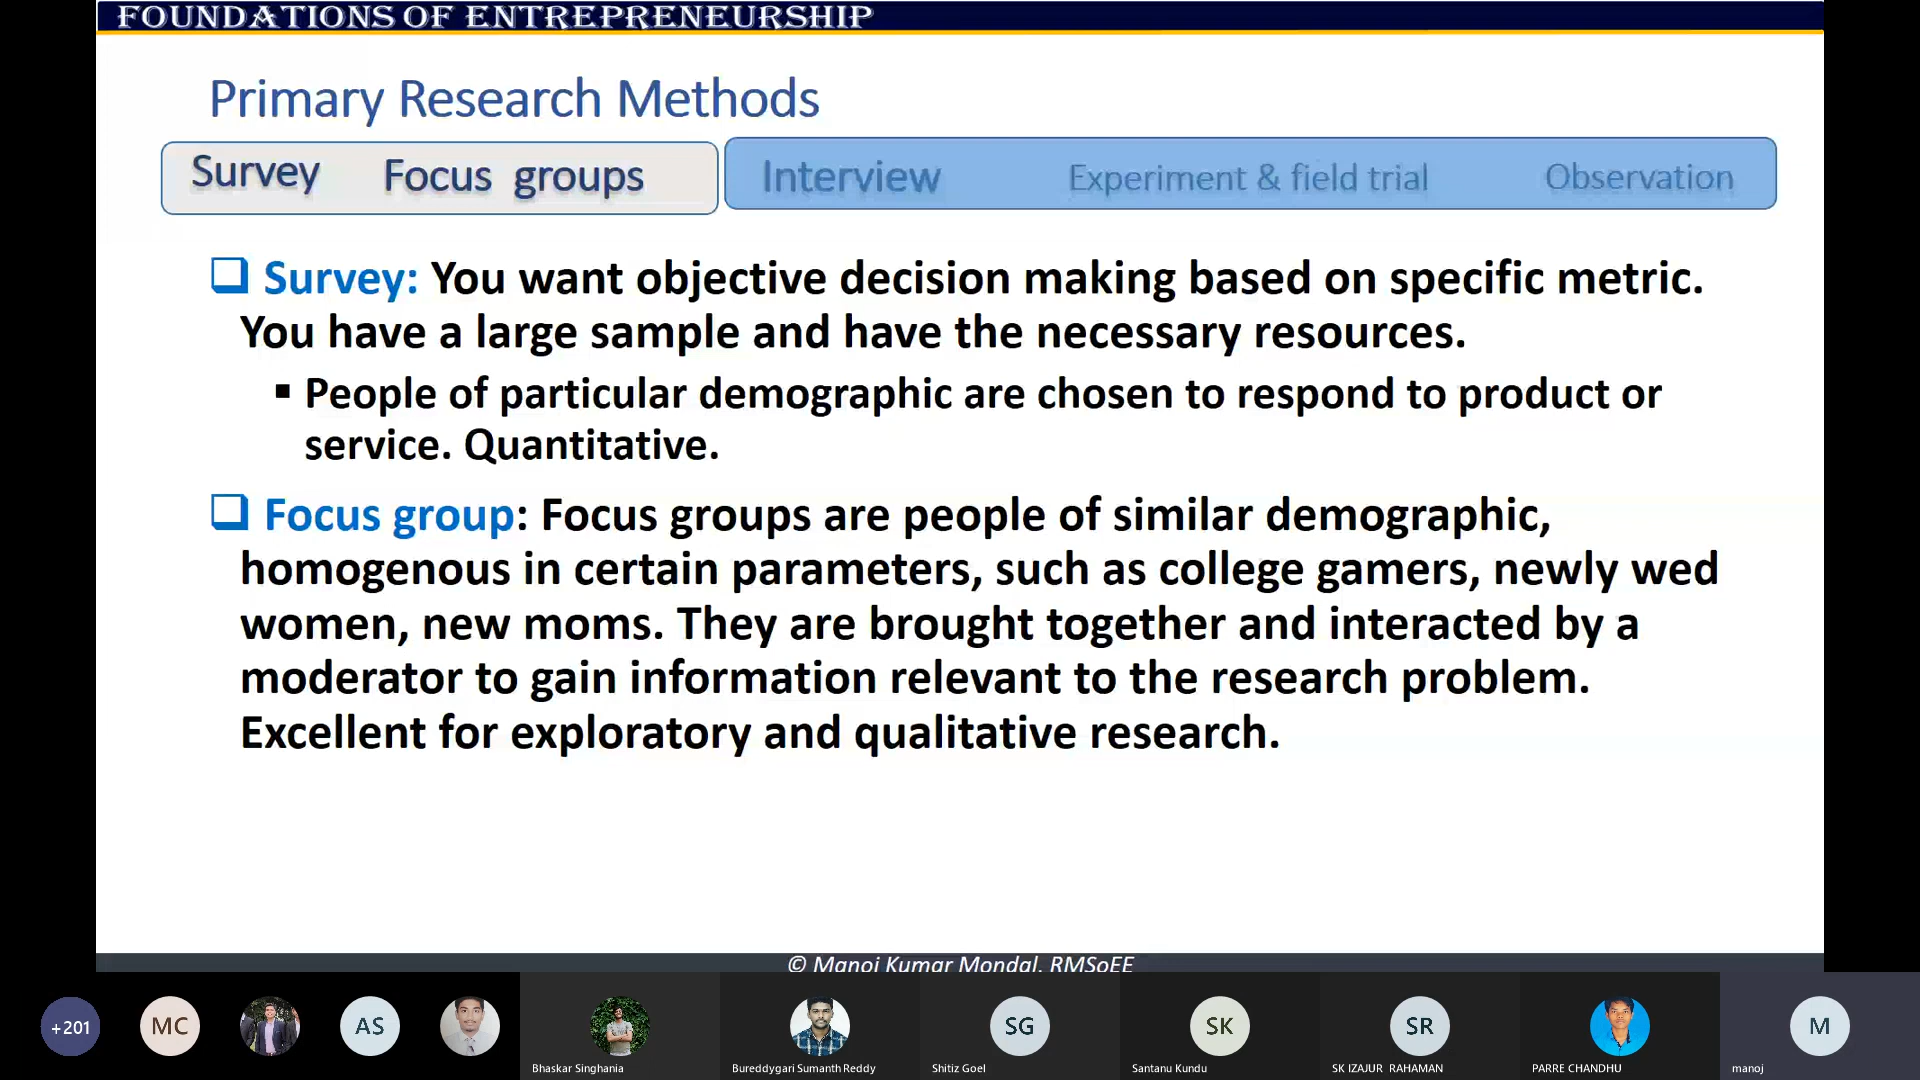 FOUNDATIONS OF ENTREPRENEURSHIP
Primary Research Methods
Survey Focus groups Interview Experiment & field trial Observation
❑ Survey: You want objective decision making based on specific metric.
You have a large sample and have the necessary resources.
▪ People of particular demographic are chosen to respond to product or
service. Quantitative.
❑ Focus group: Focus groups are people of similar demographic,
homogenous in certain parameters, such as college gamers, newly wed
women, new moms. They are brought together and interacted by a
moderator to gain information relevant to the research problem.
Excellent for exploratory and qualitative research.
© Manoj Kumar Mondal, RMSoEE
+201 MC AS SG SK SR M
Bhaskar Singhania Bureddygari Sumanth Reddy Shitiz Goel Santanu Kundu SK IZAJUR RAHAMAN PARRE CHANDHU manoj